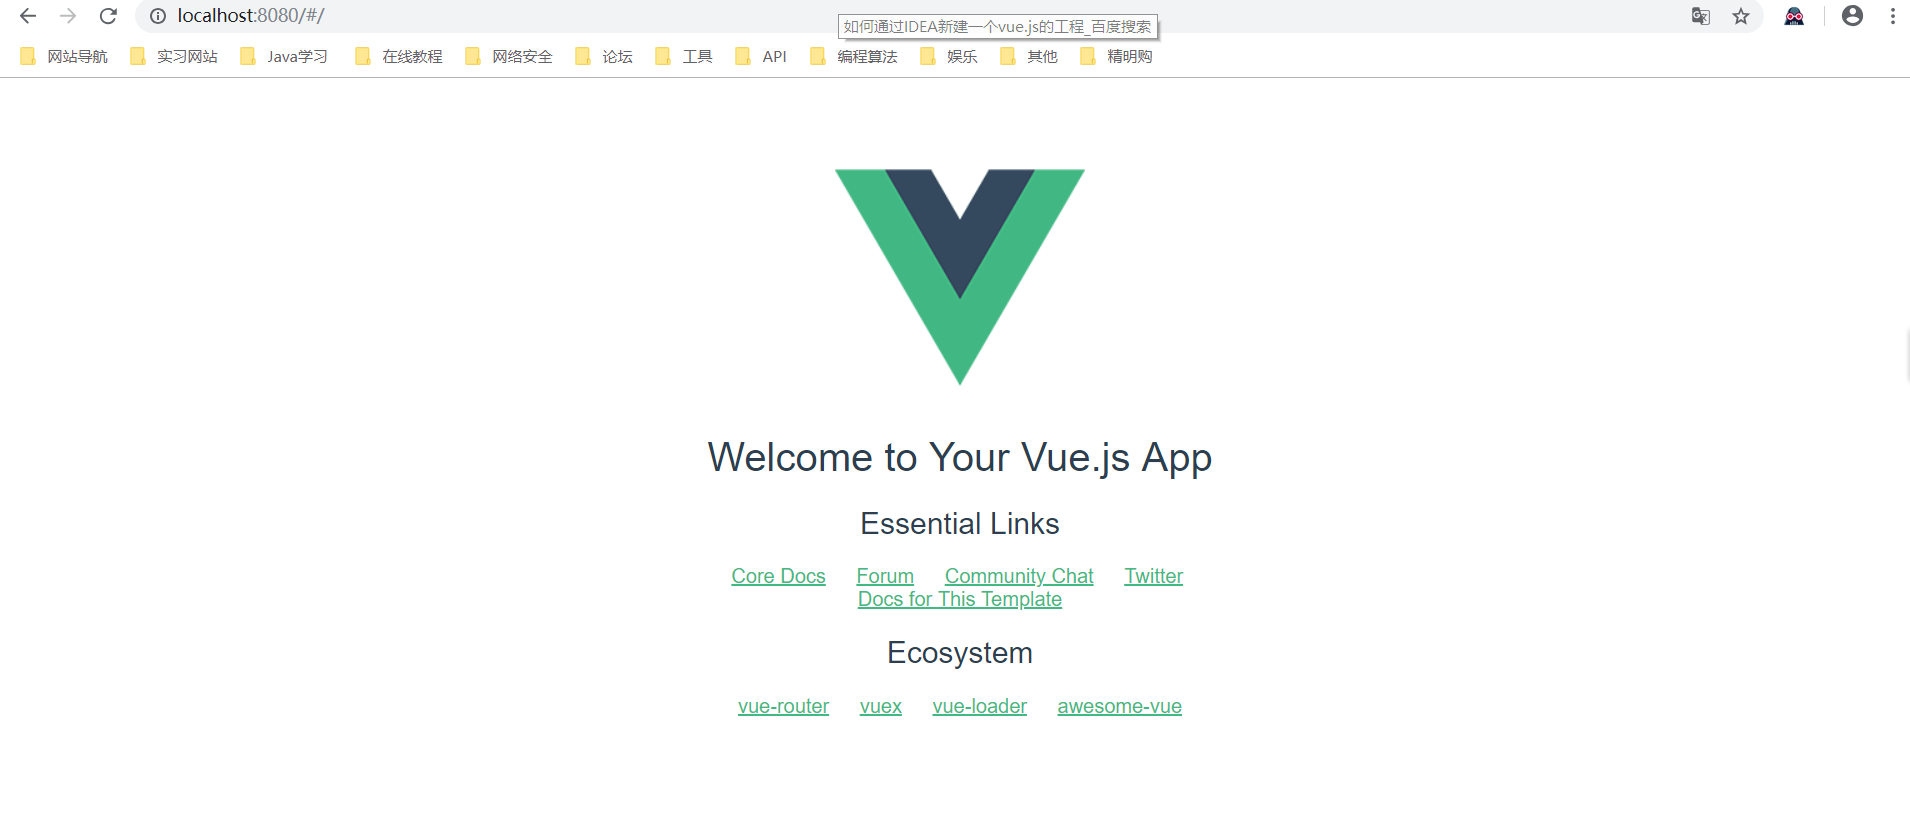 localhost:8080/#/
如何通过IDEA新建一个vue.js的工程_百度搜索
网站导航 实习网站 Java学习 在线教程 网络安全 论坛 工具 API 编程算法 娱乐 其他 精明购
Welcome to Your Vue.js App
Essential Links
Core Docs Forum Community Chat Twitter
Docs for This Template
Ecosystem
vue-router vuex vue-loader awesome-vue